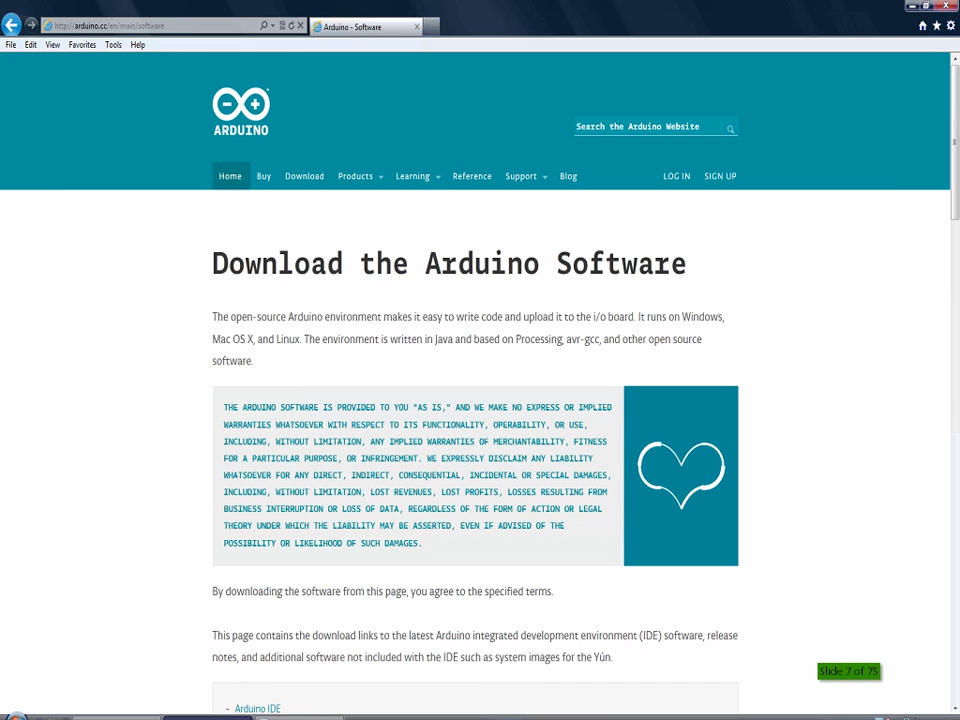 http://arduino.cc/en/main/software
Arduino - Software
File Edit View Favorites Tools Help
ARDUINO
Search the Arduino Website
Home Buy Download Products Learning Reference Support Blog LOG IN SIGN UP
Download the Arduino Software
The open-source Arduino environment makes it easy to write code and upload it to the i/o board. It runs on Windows,
Mac OS X, and Linux. The environment is written in Java and based on Processing, avr-gcc, and other open source
software.
THE ARDUINO SOFTWARE IS PROVIDED TO YOU "AS IS," AND WE MAKE NO EXPRESS OR IMPLIED
WARRANTIES WHATSOEVER WITH RESPECT TO ITS FUNCTIONALITY, OPERABILITY, OR USE,
INCLUDING, WITHOUT LIMITATION, ANY IMPLIED WARRANTIES OF MERCHANTABILITY, FITNESS
FOR A PARTICULAR PURPOSE, OR INFRINGEMENT. WE EXPRESSLY DISCLAIM ANY LIABILITY
WHATSOEVER FOR ANY DIRECT, INDIRECT, CONSEQUENTIAL, INCIDENTAL OR SPECIAL DAMAGES,
INCLUDING, WITHOUT LIMITATION, LOST REVENUES, LOST PROFITS, LOSSES RESULTING FROM
BUSINESS INTERRUPTION OR LOSS OF DATA, REGARDLESS OF THE FORM OF ACTION OR LEGAL
THEORY UNDER WHICH THE LIABILITY MAY BE ASSERTED, EVEN IF ADVISED OF THE
POSSIBILITY OR LIKELIHOOD OF SUCH DAMAGES.
By downloading the software from this page, you agree to the specified terms.
This page contains the download links to the latest Arduino integrated development environment (IDE) software, release
notes, and additional software not included with the IDE such as system images for the Yún.
Slide 7 of 75
- Arduino IDE